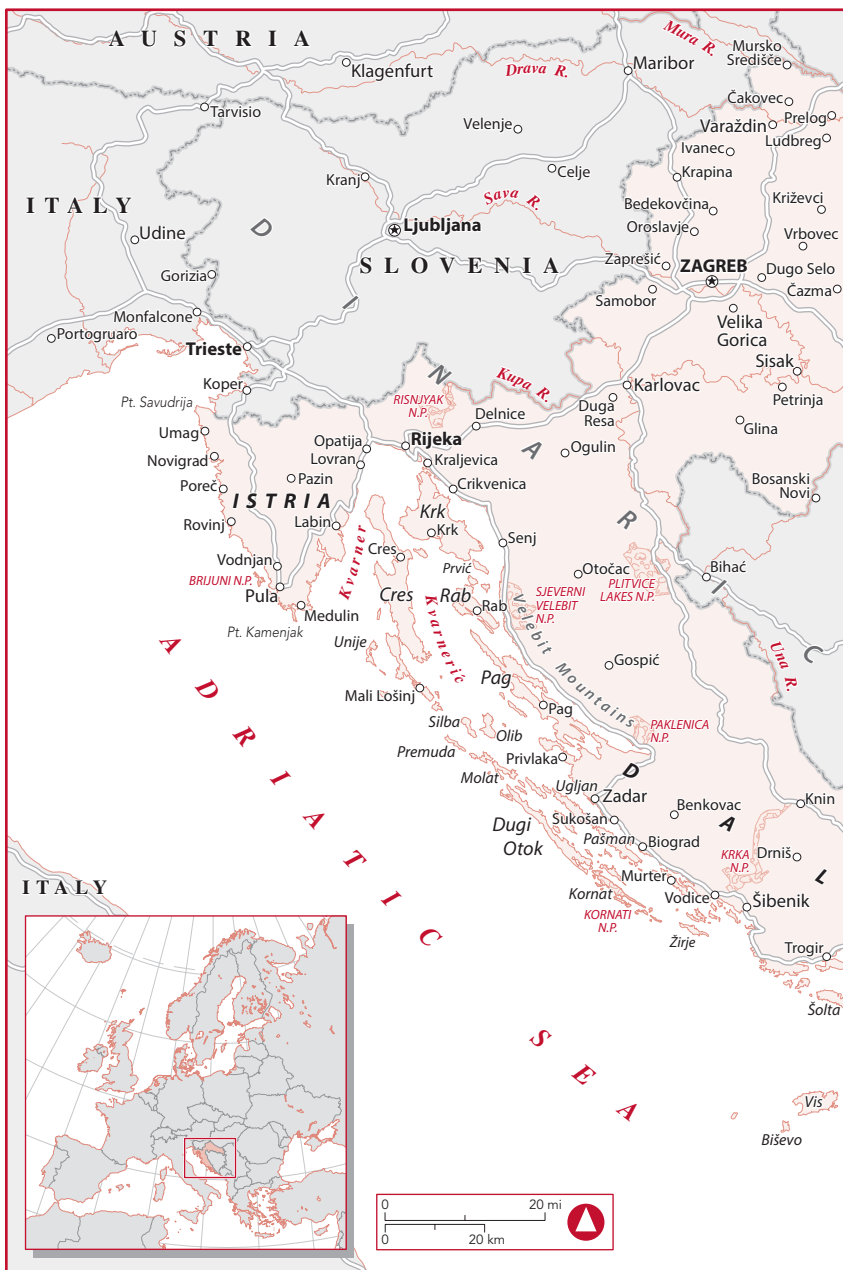 AUSTRIA
Mura R.
Mursko
Središče
Klagenfurt
Drava R.
Maribor
Tarvisio
Čakovec
Prelog
Velenje
Varaždin
Ludbreg
Ivanec
Kranj
Celje
Krapina
ITALY
Sava R.
Bedekovčina
Križevci
Udine
D
Ljubljana
Oroslavje
Vrbovec
SLOVENIA
Zaprešić
ZAGREB
Dugo Selo
Gorizia
I
Samobor
Čazma
Monfalcone
Velika
Gorica
Portogruaro
Trieste
Sisak
N
Kupa R.
Koper
RISNJYAK
N.P.
Karlovac
Petrinja
Pt. Savudrija
Delnice
Duga
Resa
Glina
Umag
Opatija
Rijeka
A
Ogulin
Novigrad
Lovran
Kraljevica
Bosanski
Novi
Poreč
Pazin
ISTRIA
Crikvenica
R
Rovinj
Labin
Krk
Krk
Senj
Kvarner
Cres
Vodnjan
Prvić
Otočac
PLITVICE
LAKES N.P.
Bihać
BRIJUNI N.P.
Pula
Cres
Rab
Rab
SJEVERNI
VELEBIT
N.P.
I
Medulin
Pt. Kamenjak
Kvarnerić
Velebit Mountains
Unije
Una R.
C
Gospić
Pag
Mali Lošinj
Pag
Silba
Olib
PAKLENICA
N.P.
Premuda
Privlaka
Molat
Ugljan
D
Zadar
Knin
Benkovac
Dugi
Otok
Sukošan
A
Pašman
Biograd
KRKA
N.P.
Drniš
Murter
L
ITALY
Kornat
Vodice
Šibenik
KORNATI
N.P.
Žirje
Trogir
ADRIATIC SEA
Šolta
Vis
Biševo
0 20 mi
0 20 km